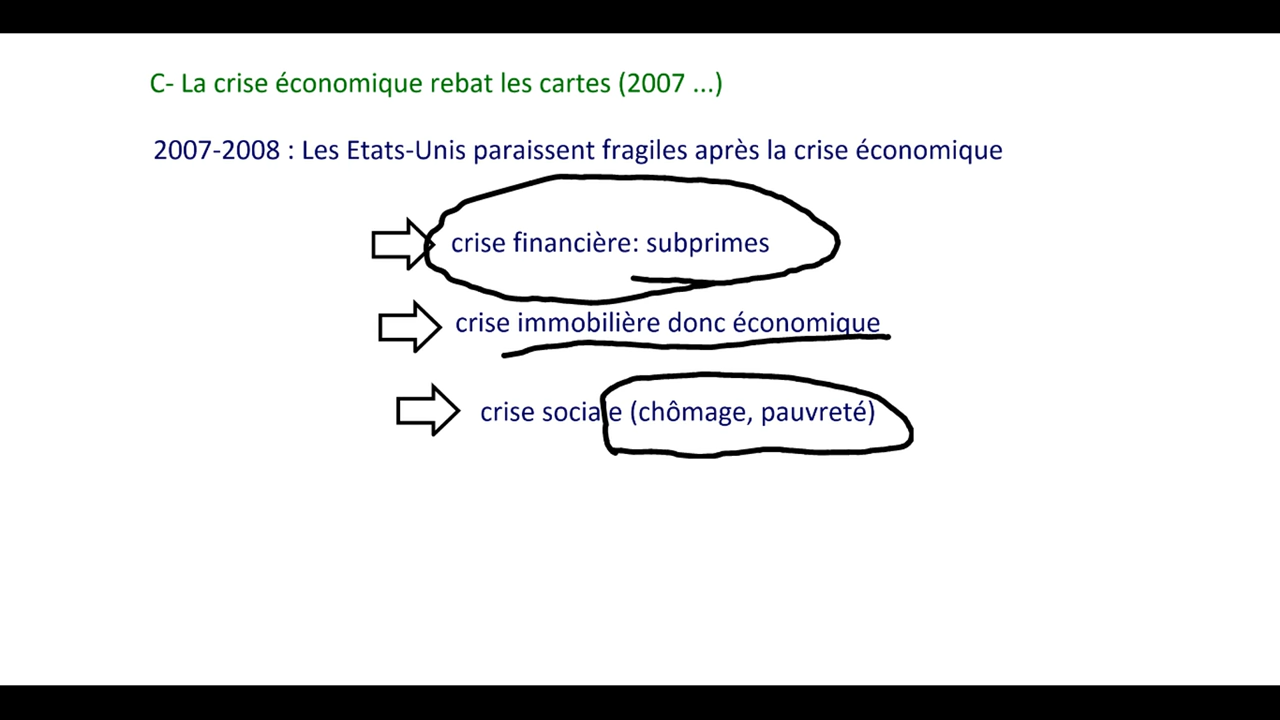 C- La crise économique rebat les cartes (2007 ...)
2007-2008 : Les Etats-Unis paraissent fragiles après la crise économique
crise financière: subprimes
crise immobilière donc économique
crise sociale (chômage, pauvreté)